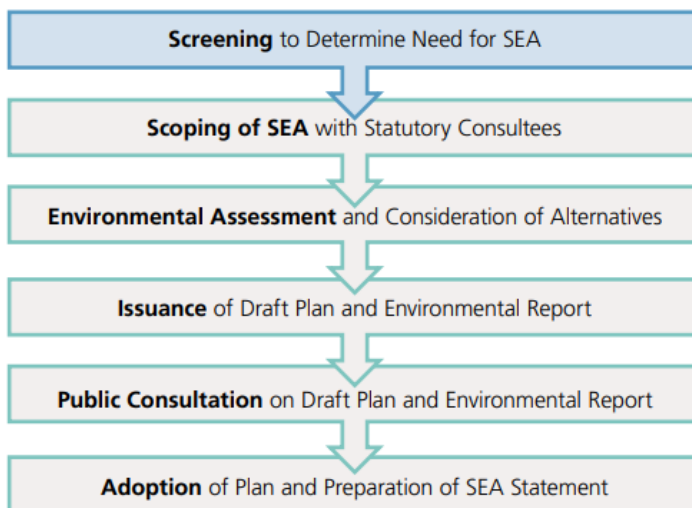 Screening to Determine Need for SEA
Scoping of SEA with Statutory Consultees
Environmental Assessment and Consideration of Alternatives
Issuance of Draft Plan and Environmental Report
Public Consultation on Draft Plan and Environmental Report
Adoption of Plan and Preparation of SEA Statement